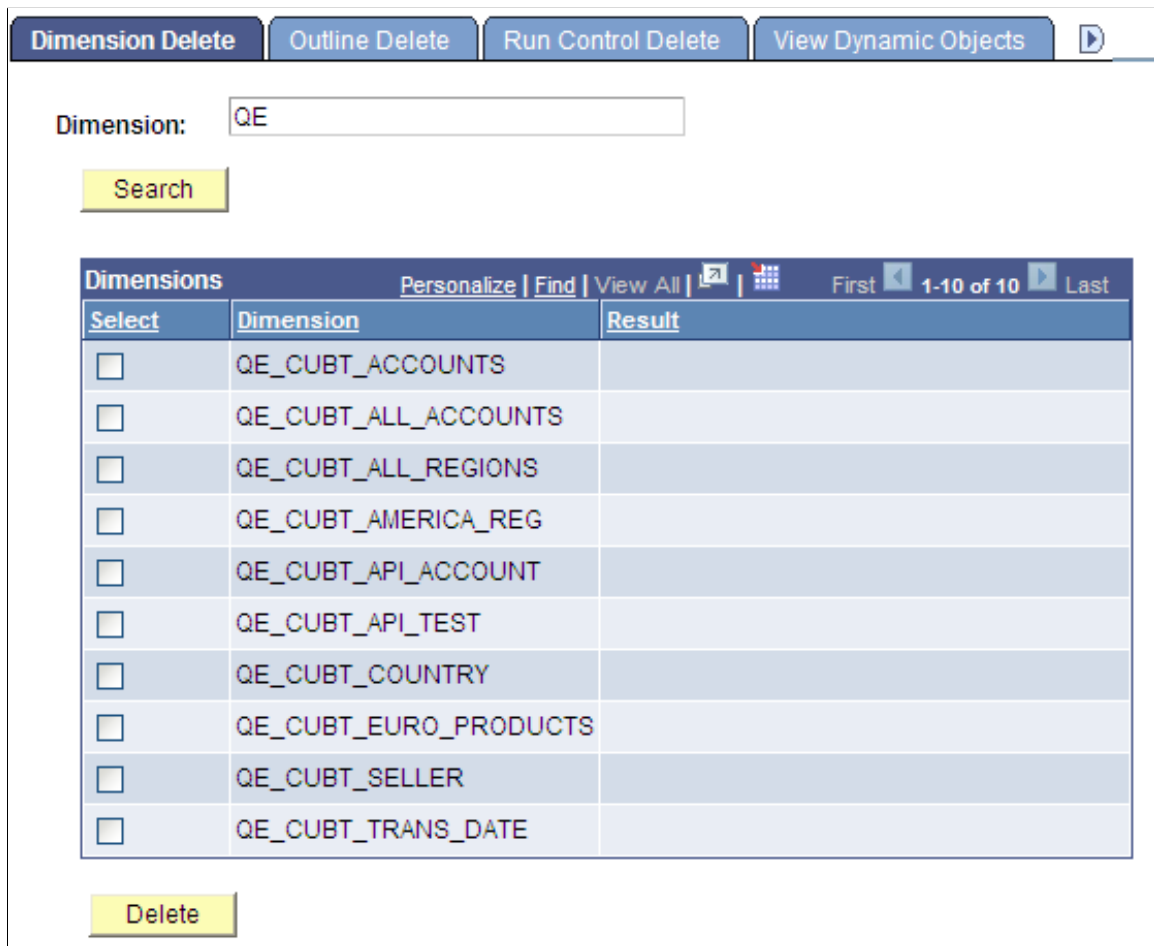 Dimension Delete Outline Delete Run Control Delete View Dynamic Objects
Dimension: QE
Search
Dimensions Personalize | Find | View All | | First 1-10 of 10 Last
Select Dimension Result
QE_CUBT_ACCOUNTS
QE_CUBT_ALL_ACCOUNTS
QE_CUBT_ALL_REGIONS
QE_CUBT_AMERICA_REG
QE_CUBT_API_ACCOUNT
QE_CUBT_API_TEST
QE_CUBT_COUNTRY
QE_CUBT_EURO_PRODUCTS
QE_CUBT_SELLER
QE_CUBT_TRANS_DATE
Delete